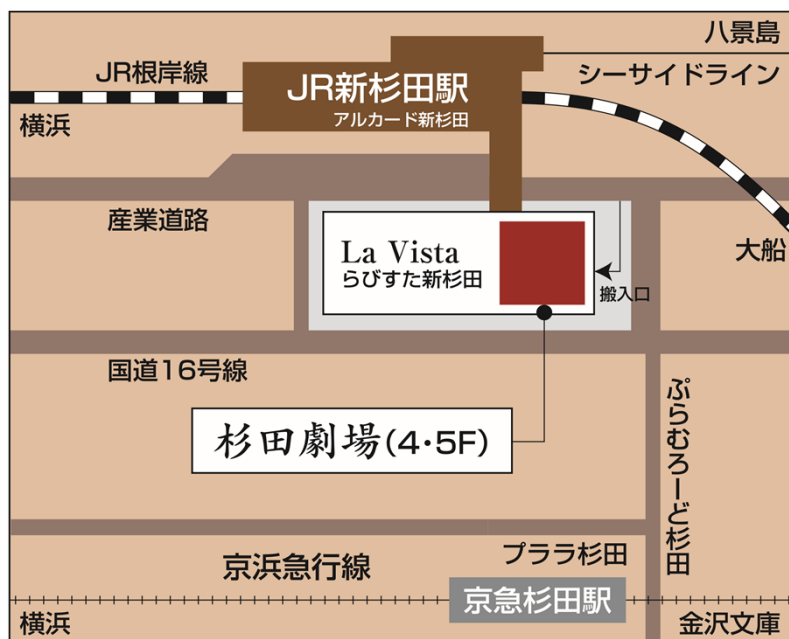 八景島
JR根岸線
シーサイドライン
JR新杉田駅
アルカード新杉田
横浜
産業道路
大船
La Vista
らびすた新杉田
搬入口
国道16号線
杉田劇場(4・5F)
ぷらむろーど杉田
プララ杉田
京浜急行線
京急杉田駅
横浜
金沢文庫